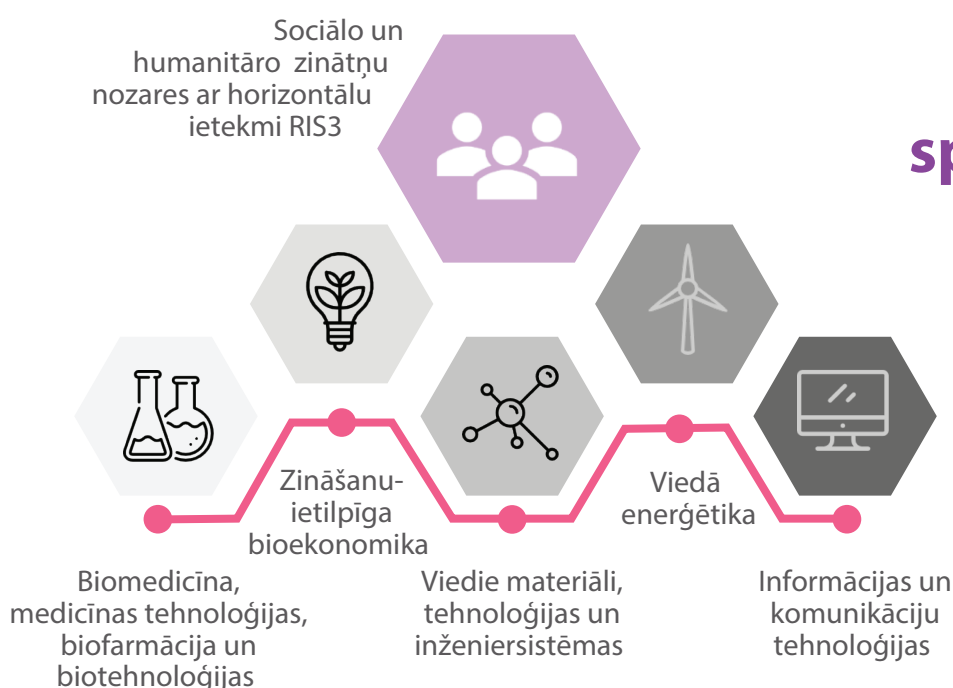 Sociālo un
humanitāro zinātņu
nozares ar horizontālu
ietekmi RIS3
sp
Zināšanu-
ietilpīga
bioekonomika
Viedā
enerģētika
Biomedicīna,
medicīnas tehnoloģijas,
biofarmācija un
biotehnoloģijas
Viedie materiāli,
tehnoloģijas un
inženiersistēmas
Informācijas un
komunikāciju
tehnoloģijas